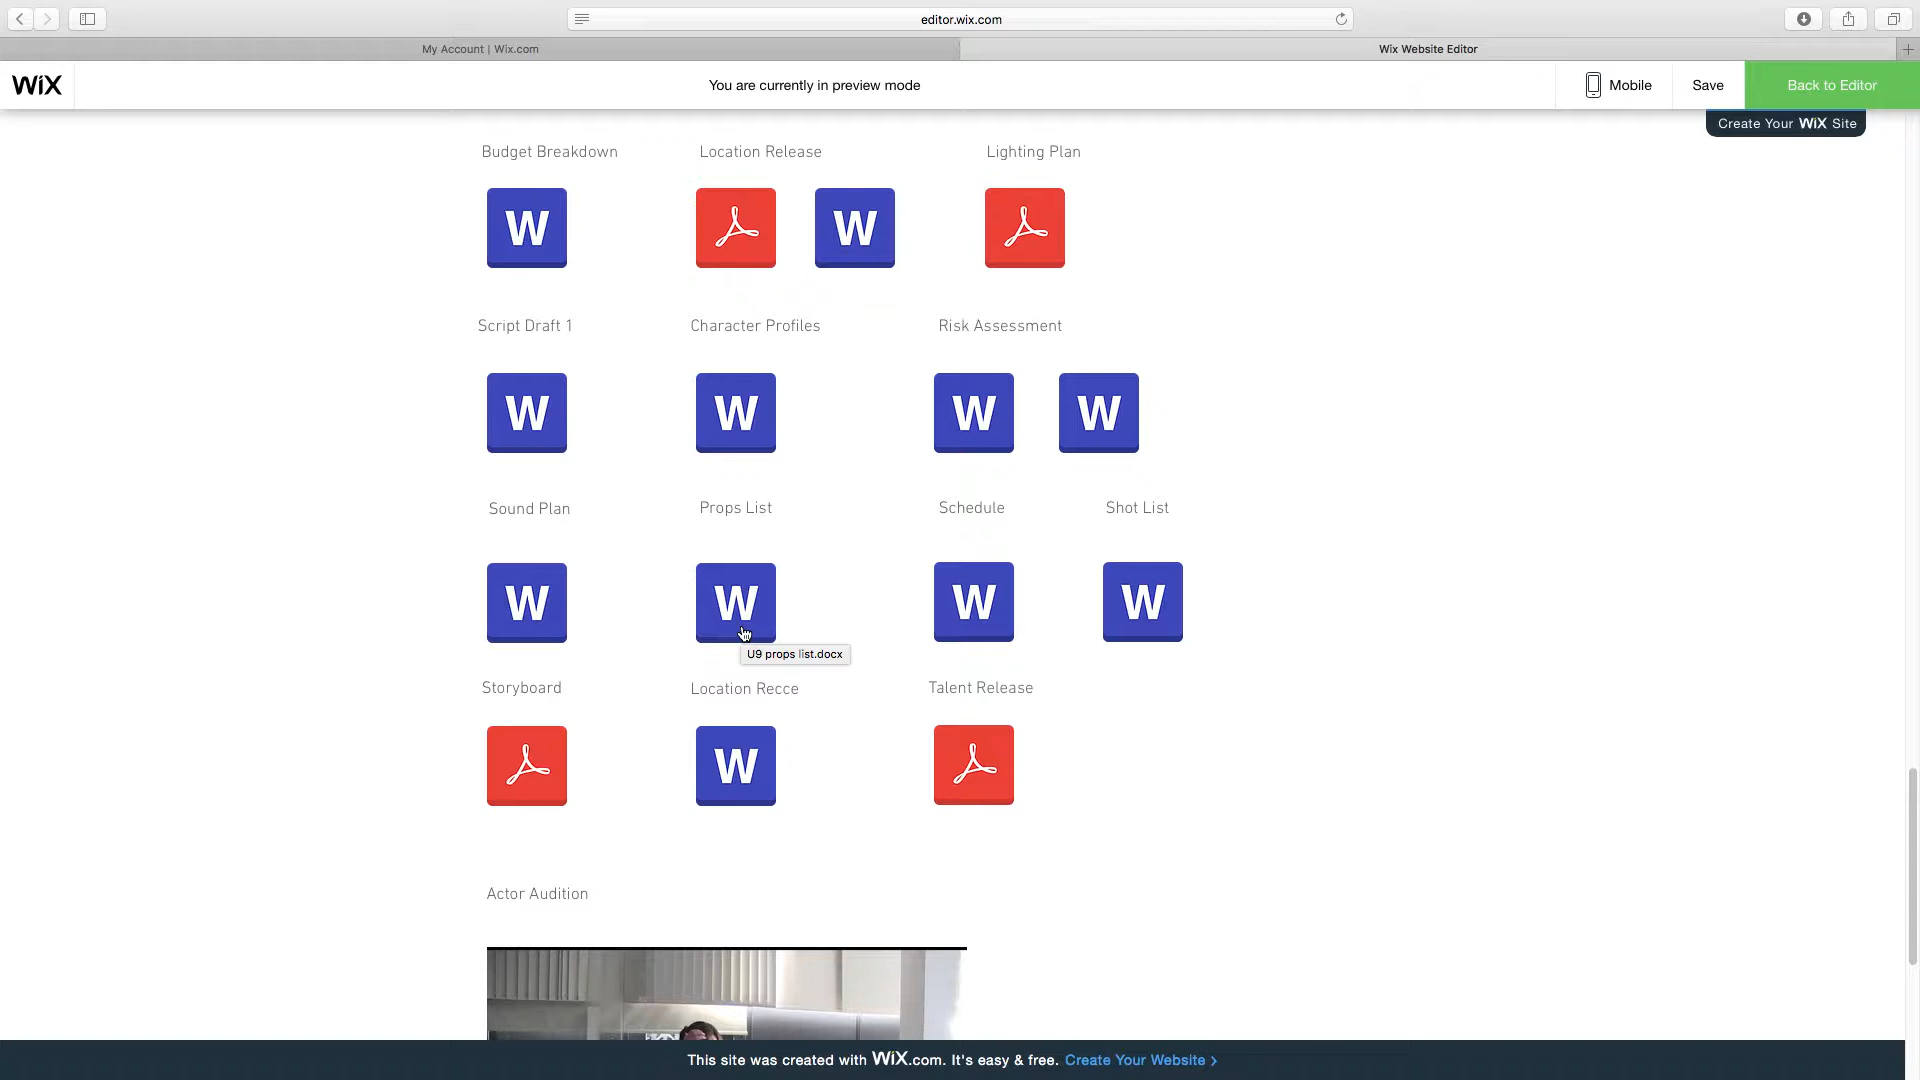 editor.wix.com
My Account | Wix.com
Wix Website Editor
WiX
You are currently in preview mode
Mobile
Save
Back to Editor
Create Your WiX Site
Budget Breakdown
Location Release
Lighting Plan
W
W
Script Draft 1
Character Profiles
Risk Assessment
W
W
W
W
Sound Plan
Props List
Schedule
Shot List
W
W
W
W
U9 props list.docx
Storyboard
Location Recce
Talent Release
W
Actor Audition
This site was created with WiX.com. It's easy & free. Create Your Website >